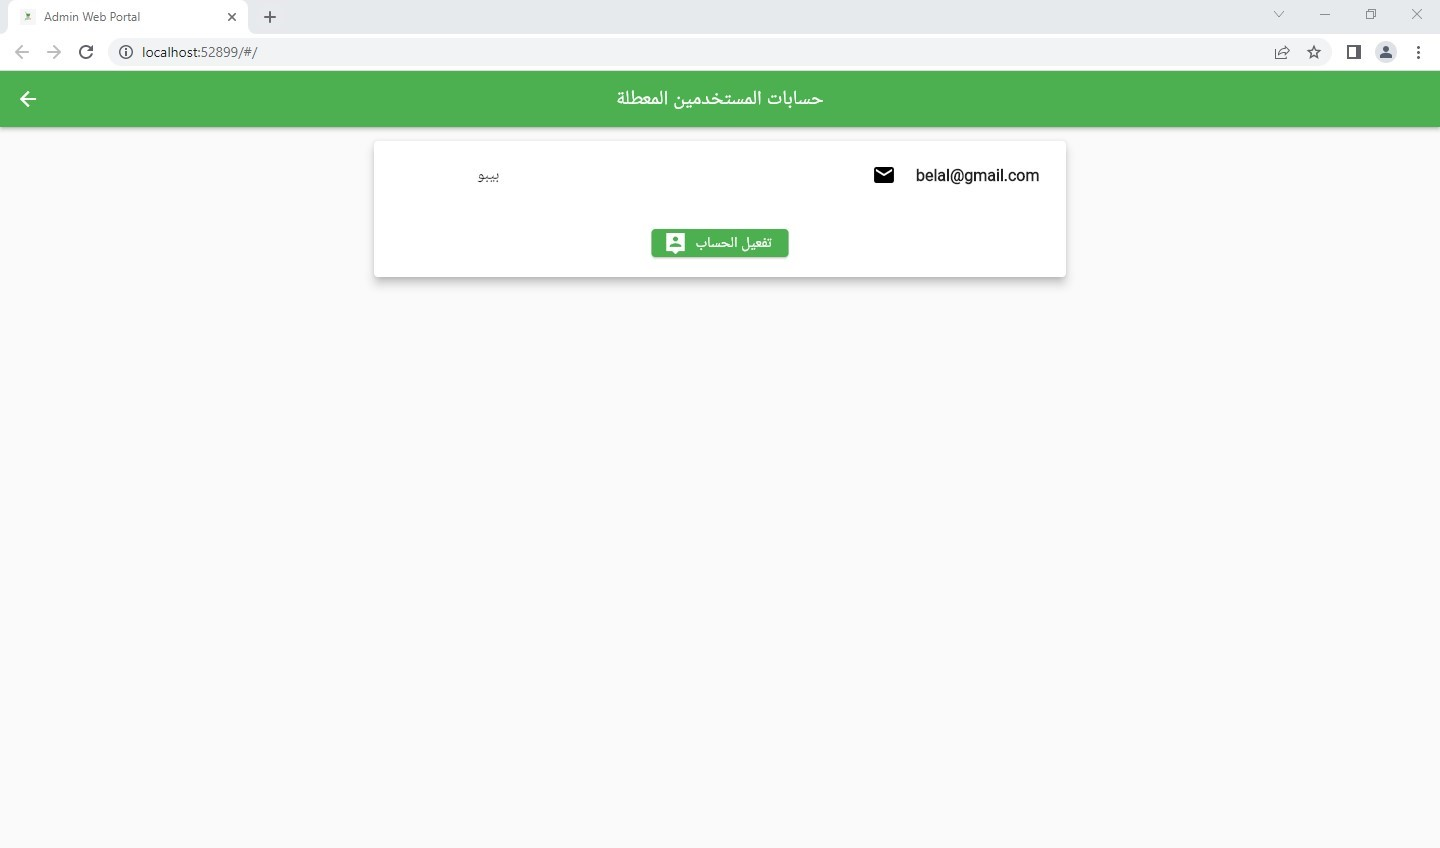 Admin Web Portal
localhost:52899/#/
حسابات المستخدمين المعطلة
بيبو
belal@gmail.com
تفعيل الحساب